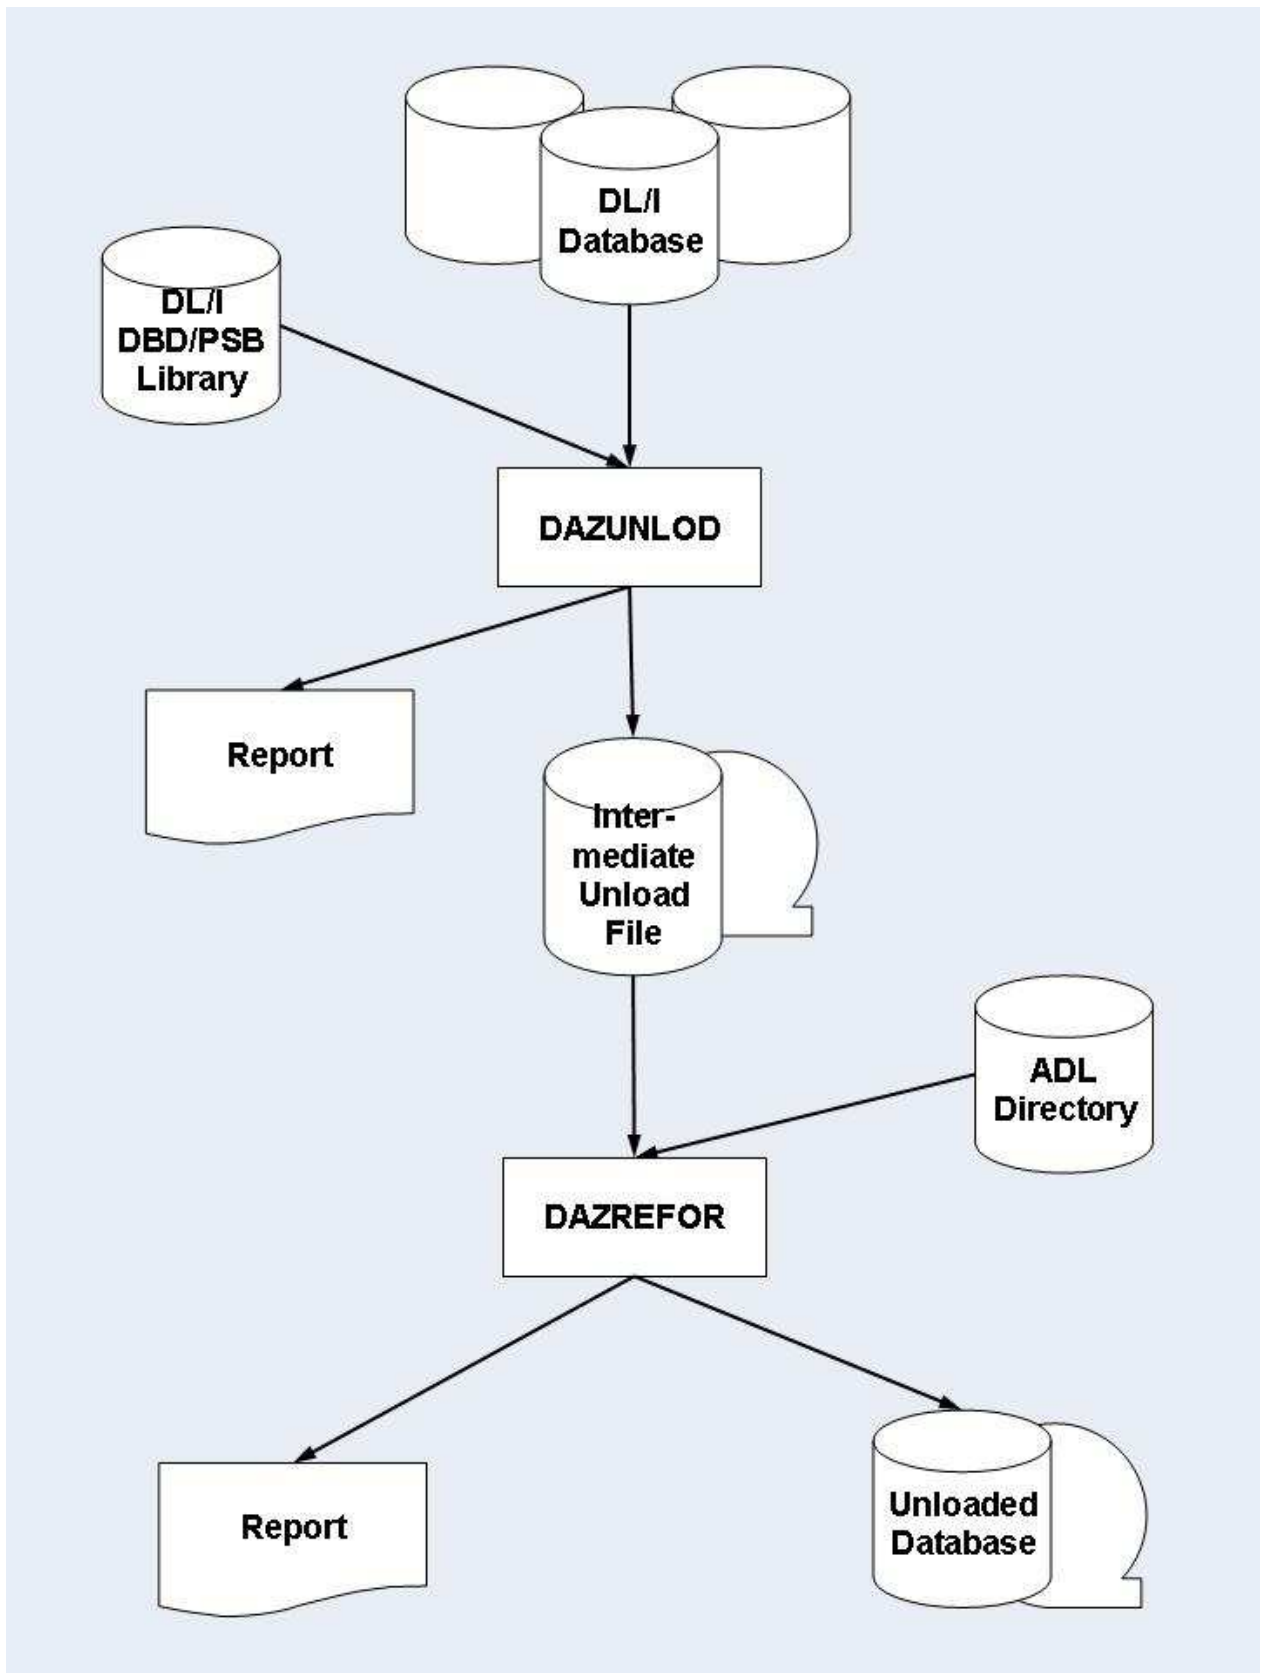 DL/I
Database
DL/I
DBD/PSB
Library
DAZUNLOD
Report
Inter-
mediate
Unload
File
ADL
Directory
DAZREFOR
Report
Unloaded
Database